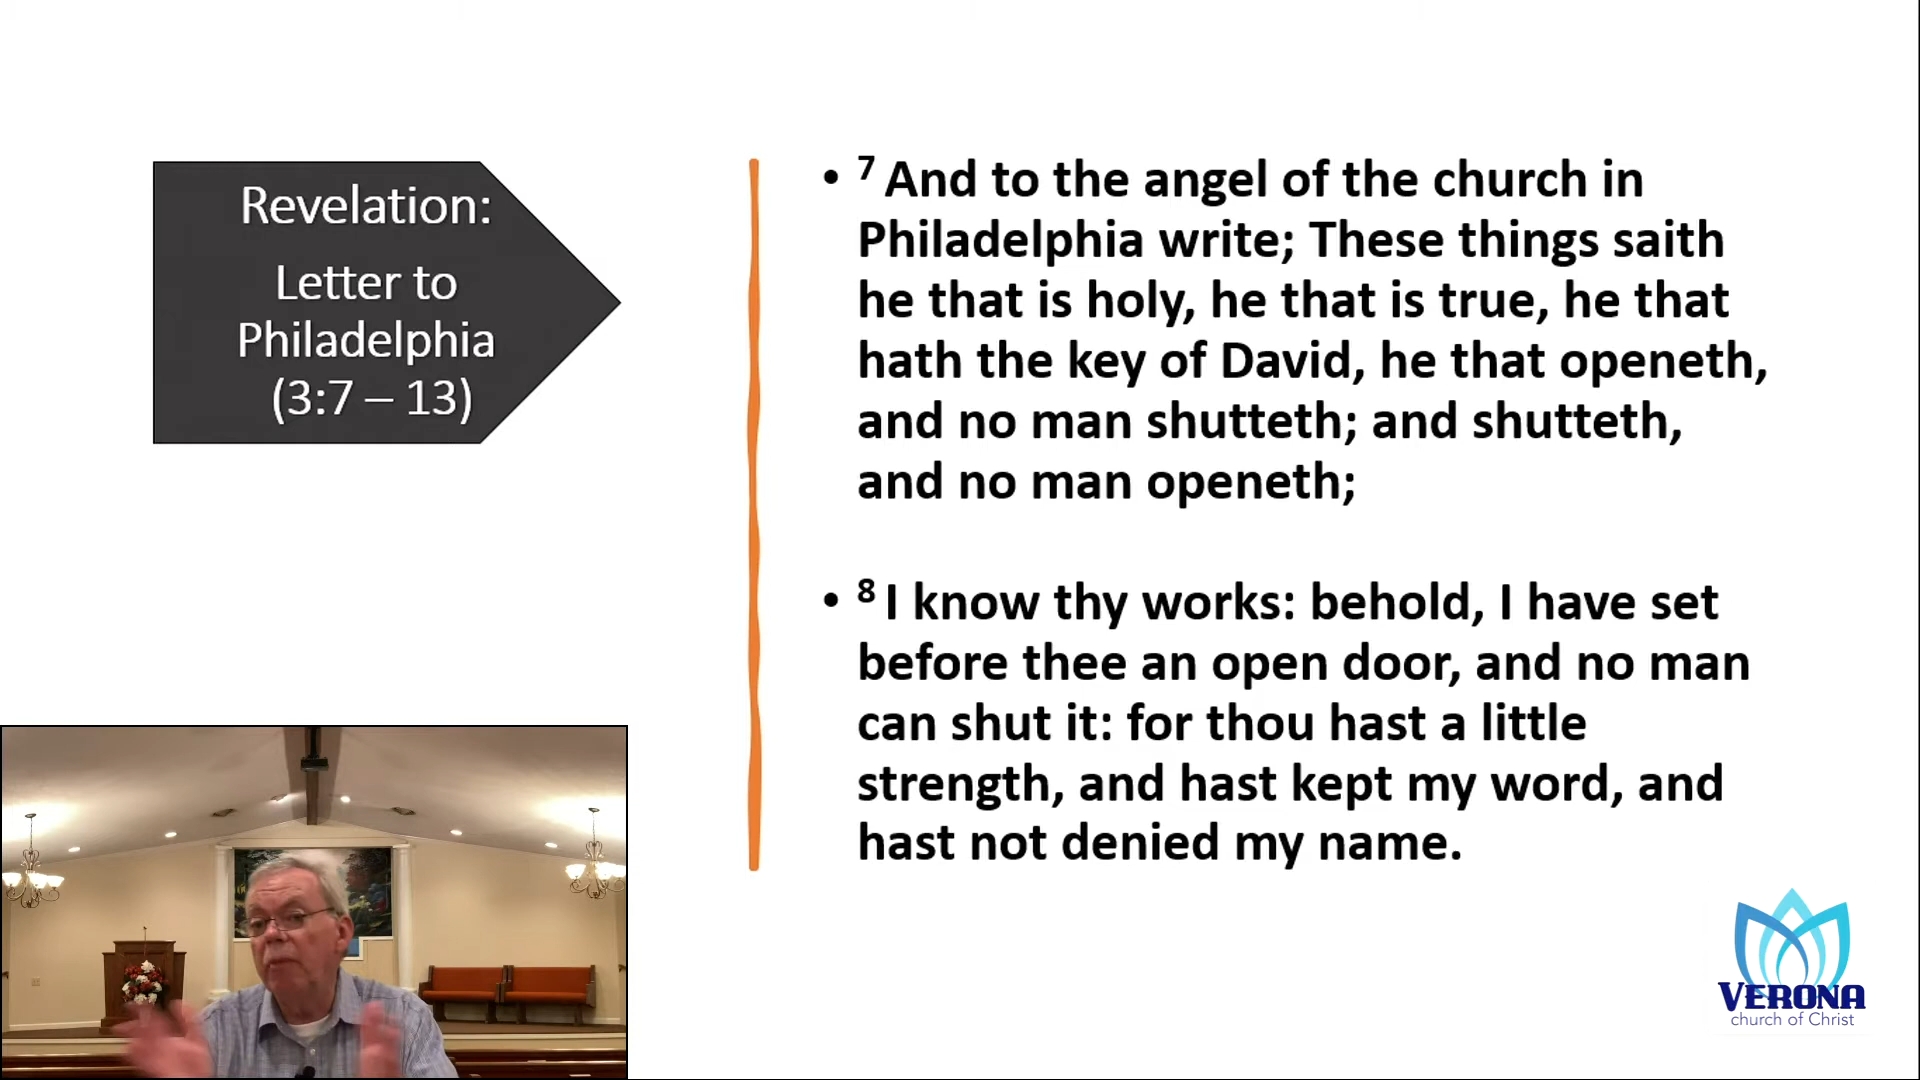 Revelation:
Letter to
Philadelphia
(3:7 – 13)
• 7 And to the angel of the church in
Philadelphia write; These things saith
he that is holy, he that is true, he that
hath the key of David, he that openeth,
and no man shutteth; and shutteth,
and no man openeth;
• 8 I know thy works: behold, I have set
before thee an open door, and no man
can shut it: for thou hast a little
strength, and hast kept my word, and
hast not denied my name.
VERONA
church of Christ